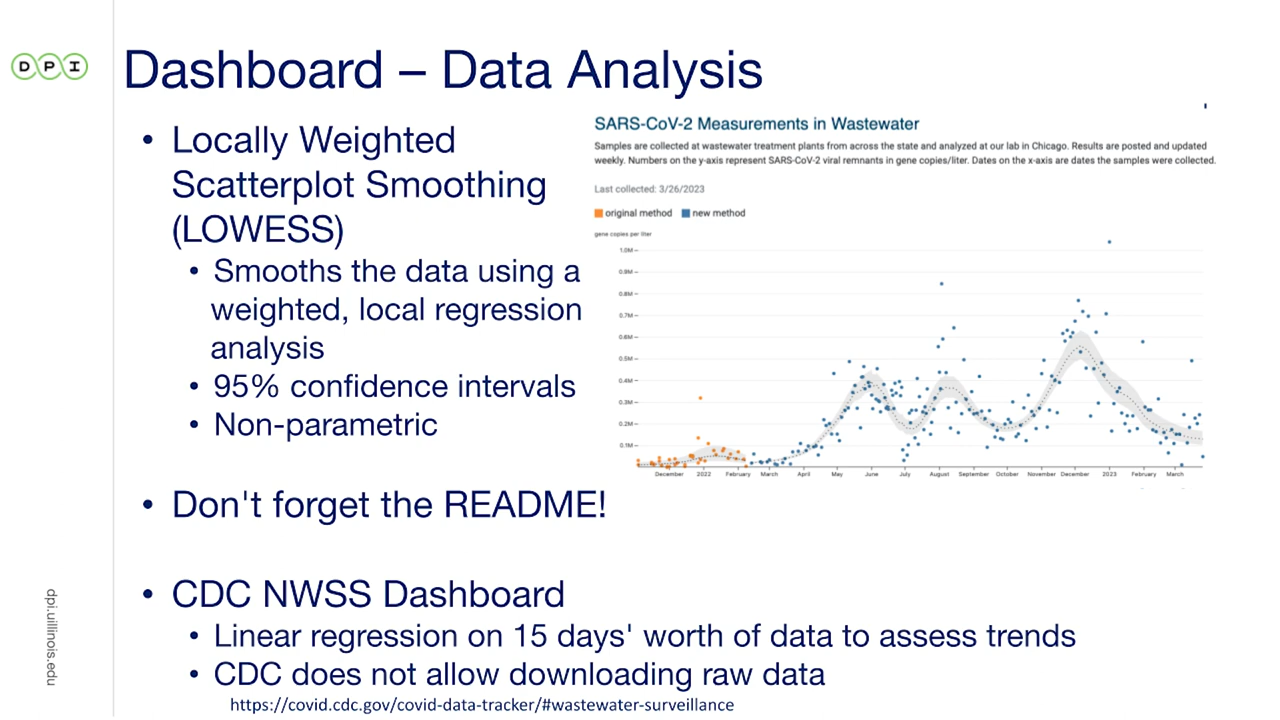 D P I
Dashboard – Data Analysis
• Locally Weighted
Scatterplot Smoothing
(LOWESS)
• Smooths the data using a
weighted, local regression
analysis
• 95% confidence intervals
• Non-parametric
• Don't forget the README!
• CDC NWSS Dashboard
• Linear regression on 15 days' worth of data to assess trends
• CDC does not allow downloading raw data
https://covid.cdc.gov/covid-data-tracker/#wastewater-surveillance
SARS-CoV-2 Measurements in Wastewater
Samples are collected at wastewater treatment plants from across the state and analyzed at our lab in Chicago. Results are posted and updated
weekly. Numbers on the y-axis represent SARS-CoV-2 viral remnants in gene copies/liter. Dates on the x-axis are dates the samples were collected.
Last collected: 3/26/2023
original method new method
gene copies per liter
1.0M
0.9M
0.8M
0.7M
0.6M
0.5M
0.4M
0.3M
0.2M
0.1M
December 2022 February March April May June July August September October November December 2023 February March
dpi.uillinois.edu